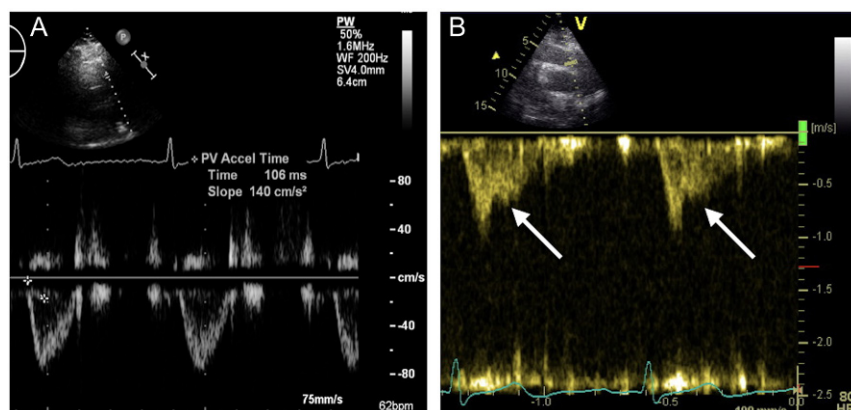 A
PW
50%
1.6MHz
WF 200Hz
SV4.0mm
6.4cm
P
PV Accel Time
Time 106 ms
Slope 140 cm/s²
80
40
cm/s
-40
-80
75mm/s
62bpm
B
V
5
10
15
[m/s]
-0.5
-1.0
-1.5
-2.0
-2.5
-1.0
-0.5
0.0